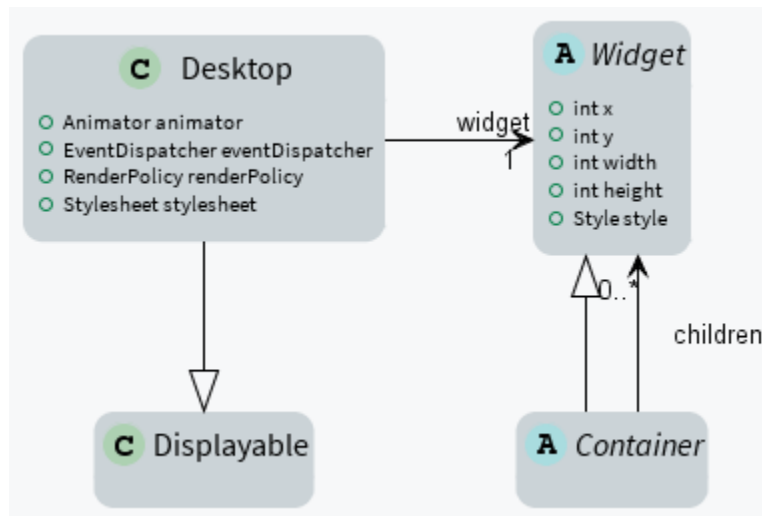 C Desktop
Animator animator
EventDispatcher eventDispatcher
RenderPolicy renderPolicy
Stylesheet stylesheet
widget
1
A Widget
int x
int y
int width
int height
Style style
0..*
children
C Displayable
A Container